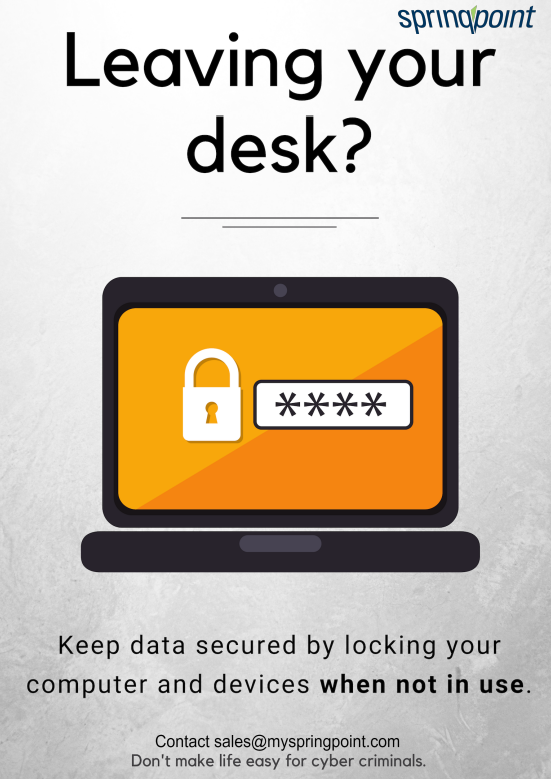 springpoint
Leaving your
desk?
****
Keep data secured by locking your
computer and devices when not in use.
Contact sales@myspringpoint.com
Don't make life easy for cyber criminals.